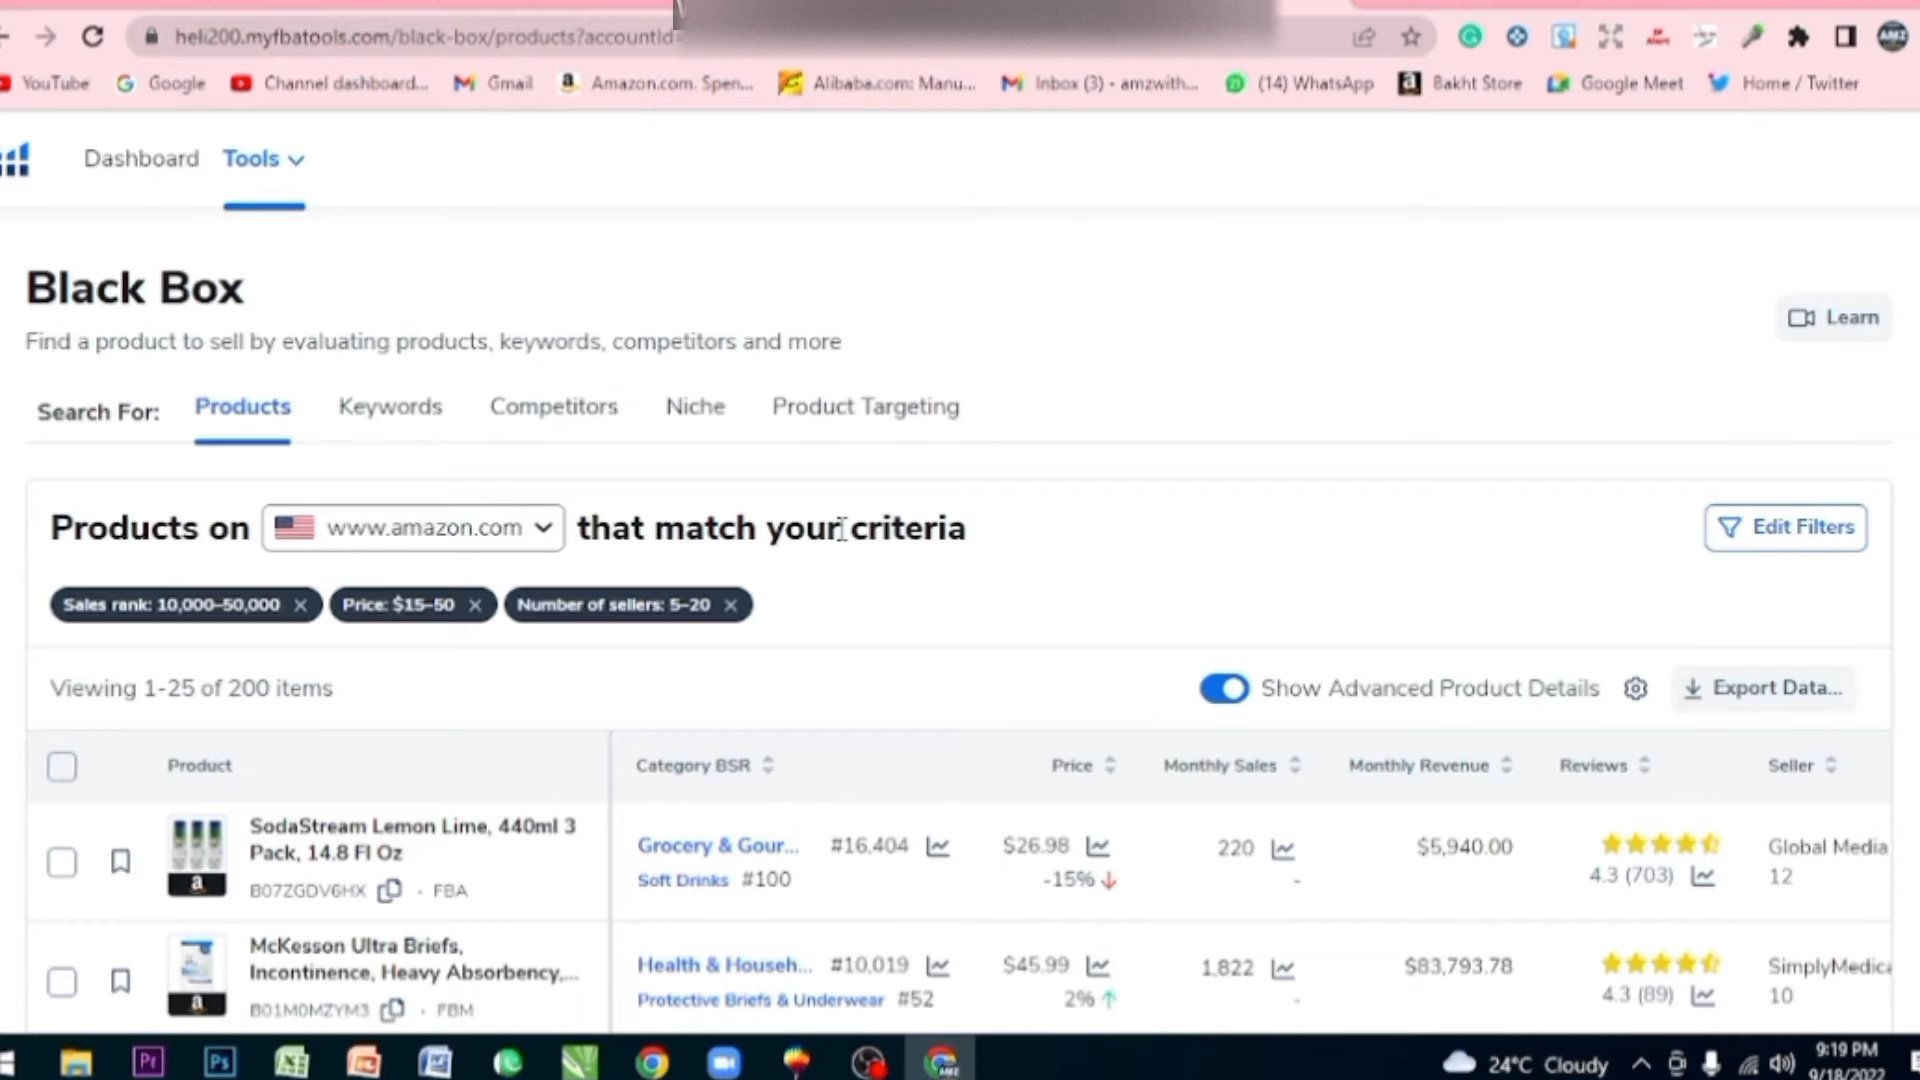 heli200.myfbatools.com/black-box/products?accountId=
YouTube Google Channel dashboard... Gmail Amazon.com. Spen... Alibaba.com: Manu... Inbox (3) - amzwith... (14) WhatsApp Bakht Store Google Meet Home / Twitter
Dashboard Tools
Black Box
Learn
Find a product to sell by evaluating products, keywords, competitors and more
Search For: Products Keywords Competitors Niche Product Targeting
Products on www.amazon.com that match your criteria Edit Filters
Sales rank: 10,000–50,000 Price: $15–50 Number of sellers: 5–20
Viewing 1-25 of 200 items Show Advanced Product Details Export Data...
Product Category BSR Price Monthly Sales Monthly Revenue Reviews Seller
SodaStream Lemon Lime, 440ml 3
Pack, 14.8 Fl Oz
B07ZGDV6HX · FBA
Grocery & Gour... #16,404 $26.98 220 $5,940.00 Global Media
Soft Drinks #100 -15% - 4.3 (703) 12
McKesson Ultra Briefs,
Incontinence, Heavy Absorbency,...
B01M0MZYM3 · FBM
Health & Househ... #10,019 $45.99 1,822 $83,793.78 SimplyMedica
Protective Briefs & Underwear #52 2% - 4.3 (89) 10
Pr Ps AMZ
24°C Cloudy
9:19 PM
9/18/2022